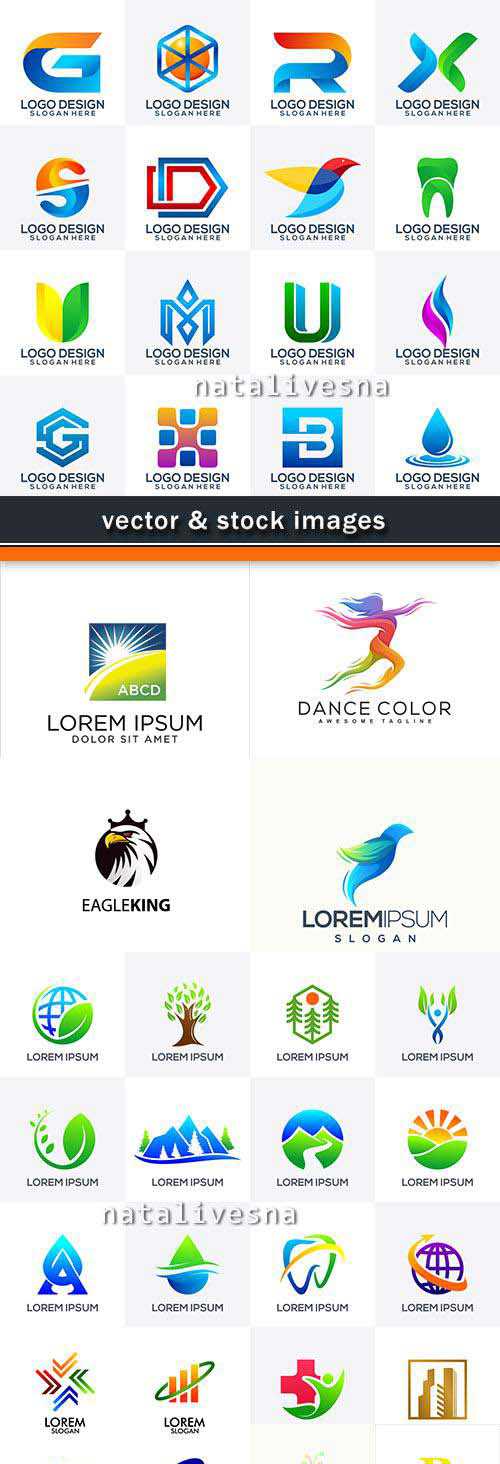 LOGO DESIGN LOGO DESIGN LOGO DESIGN LOGO DESIGN
SLOGAN HERE SLOGAN HERE SLOGAN HERE SLOGAN HERE
LOGO DESIGN LOGO DESIGN LOGO DESIGN LOGO DESIGN
SLOGAN HERE SLOGAN HERE SLOGAN HERE SLOGAN HERE
LOGO DESIGN LOGO DESIGN LOGO DESIGN LOGO DESIGN
SLOGAN HERE SLOGAN HERE SLOGAN HERE SLOGAN HERE
natalivesna
LOGO DESIGN LOGO DESIGN LOGO DESIGN LOGO DESIGN
SLOGAN HERE SLOGAN HERE SLOGAN HERE SLOGAN HERE
vector & stock images
ABCD
LOREM IPSUM
DOLOR SIT AMET
DANCE COLOR
AWESOME TAGLINE
EAGLEKING
LOREMIPSUM
SLOGAN
LOREM IPSUM LOREM IPSUM LOREM IPSUM LOREM IPSUM
LOREM IPSUM LOREM IPSUM LOREM IPSUM LOREM IPSUM
natalivesna
LOREM IPSUM LOREM IPSUM LOREM IPSUM LOREM IPSUM
LOREM LOREM
SLOGAN SLOGAN